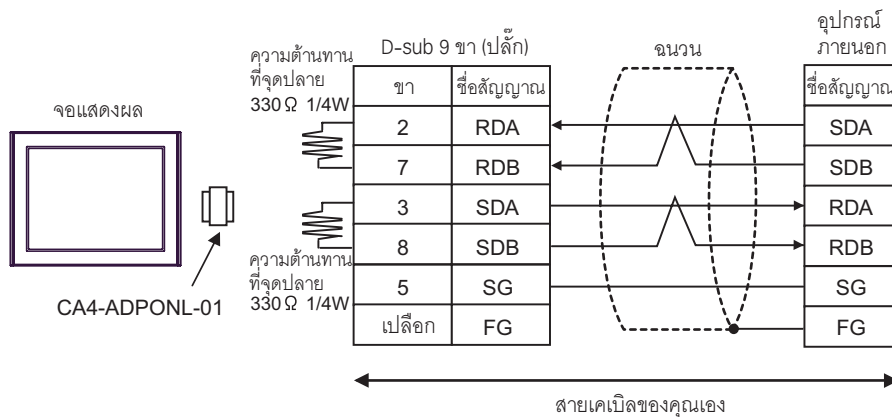 จอแสดงผล
CA4-ADPONL-01
ความต้านทาน
ที่จุดปลาย
330Ω 1/4W
ความต้านทาน
ที่จุดปลาย
330Ω 1/4W
D-sub 9 ขา (ปลั๊ก)
ขา ชื่อสัญญาณ
2 RDA
7 RDB
3 SDA
8 SDB
5 SG
เปลือก FG
ฉนวน
อุปกรณ์
ภายนอก
ชื่อสัญญาณ
SDA
SDB
RDA
RDB
SG
FG
สายเคเบิลของคุณเอง